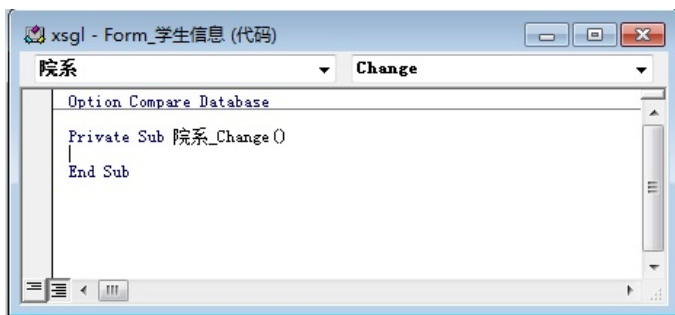 xsgl - Form_学生信息 (代码)
院系 Change
Option Compare Database
Private Sub 院系_Change()
End Sub